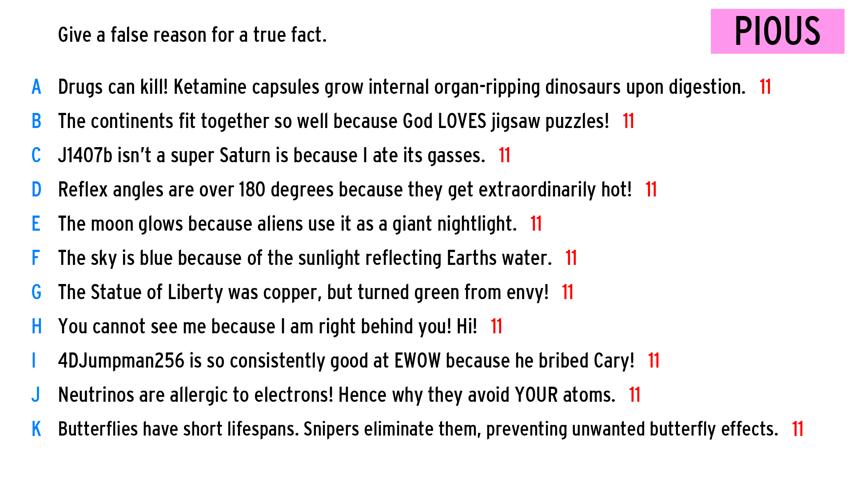 Give a false reason for a true fact.
PIOUS
A Drugs can kill! Ketamine capsules grow internal organ-ripping dinosaurs upon digestion. 11
B The continents fit together so well because God LOVES jigsaw puzzles! 11
C J1407b isn't a super Saturn is because I ate its gasses. 11
D Reflex angles are over 180 degrees because they get extraordinarily hot! 11
E The moon glows because aliens use it as a giant nightlight. 11
F The sky is blue because of the sunlight reflecting Earths water. 11
G The Statue of Liberty was copper, but turned green from envy! 11
H You cannot see me because I am right behind you! Hi! 11
I 4DJumpman256 is so consistently good at EWOW because he bribed Cary! 11
J Neutrinos are allergic to electrons! Hence why they avoid YOUR atoms. 11
K Butterflies have short lifespans. Snipers eliminate them, preventing unwanted butterfly effects. 11